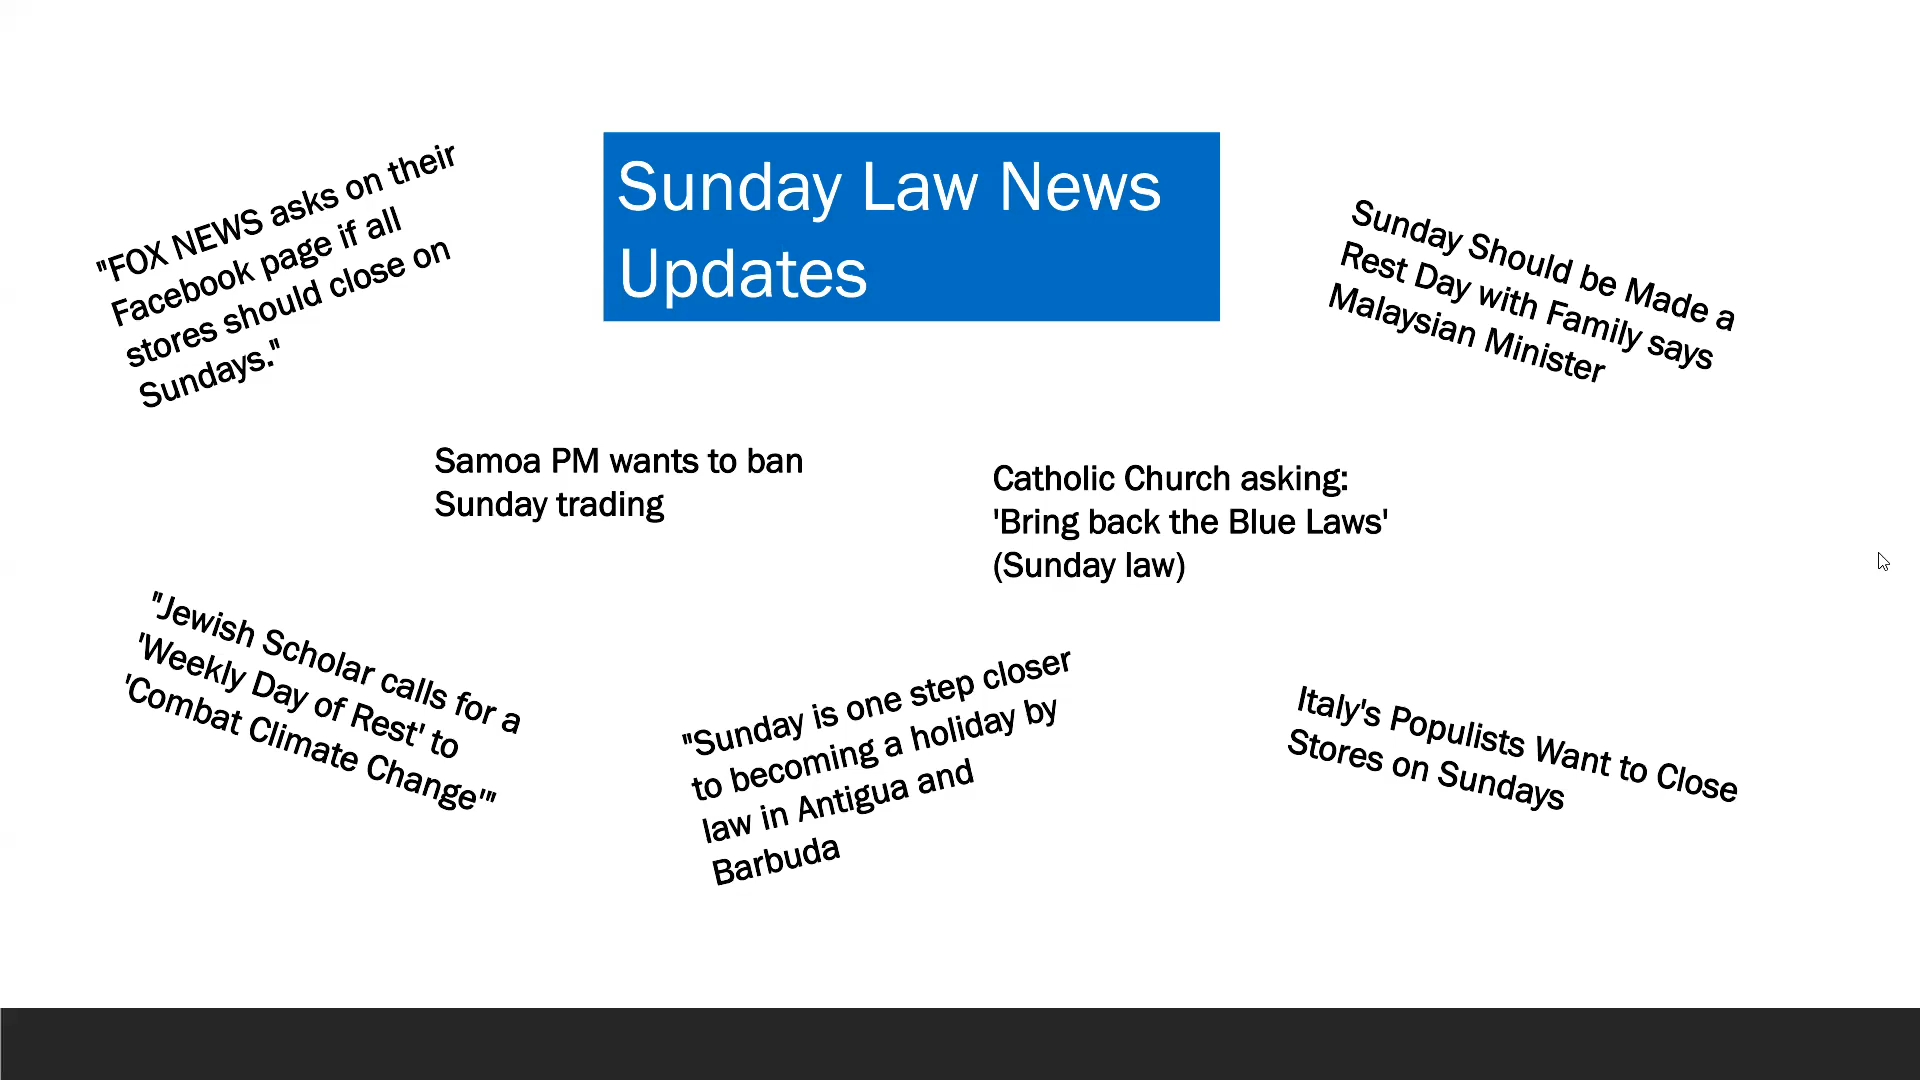 Sunday Law News
Updates
"FOX NEWS asks on their
Facebook page if all
stores should close on
Sundays."
Sunday Should be Made a
Rest Day with Family says
Malaysian Minister
Samoa PM wants to ban
Sunday trading
Catholic Church asking:
'Bring back the Blue Laws'
(Sunday law)
"Jewish Scholar calls for a
'Weekly Day of Rest' to
'Combat Climate Change'"
"Sunday is one step closer
to becoming a holiday by
law in Antigua and
Barbuda
Italy's Populists Want to Close
Stores on Sundays